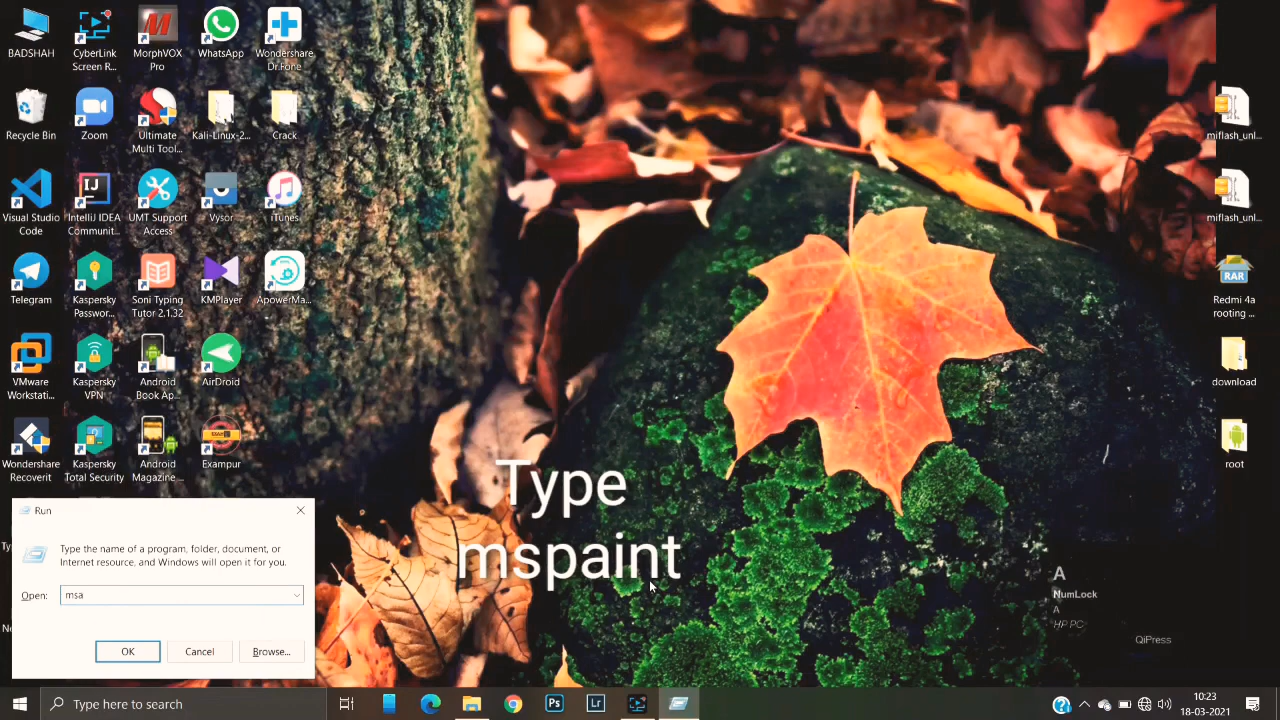 BADSHAH
CyberLink
Screen R...
MorphVOX
Pro
WhatsApp
Wondershare
Dr.Fone
Recycle Bin
Zoom
Ultimate
Multi Tool...
Kali-Linux-2...
Crack
Visual Studio
Code
IntelliJ IDEA
Communit...
UMT Support
Access
Vysor
iTunes
Telegram
Kaspersky
Passwor...
Soni Typing
Tutor 2.1.32
KMPlayer
ApowerMa...
VMware
Workstati...
Kaspersky
VPN
Android
Book Ap...
AirDroid
Wondershare
Recoverit
Kaspersky
Total Security
Android
Magazine ...
Exampur
miflash_unl...
miflash_unl...
RAR
Redmi 4a
rooting ...
download
root
Type
mspaint
Run
Type the name of a program, folder, document, or
Internet resource, and Windows will open it for you.
Open:
msa
OK
Cancel
Browse...
A
NumLock
A
HP PC
QiPress
Type here to search
Ps
Lr
10:23
18-03-2021